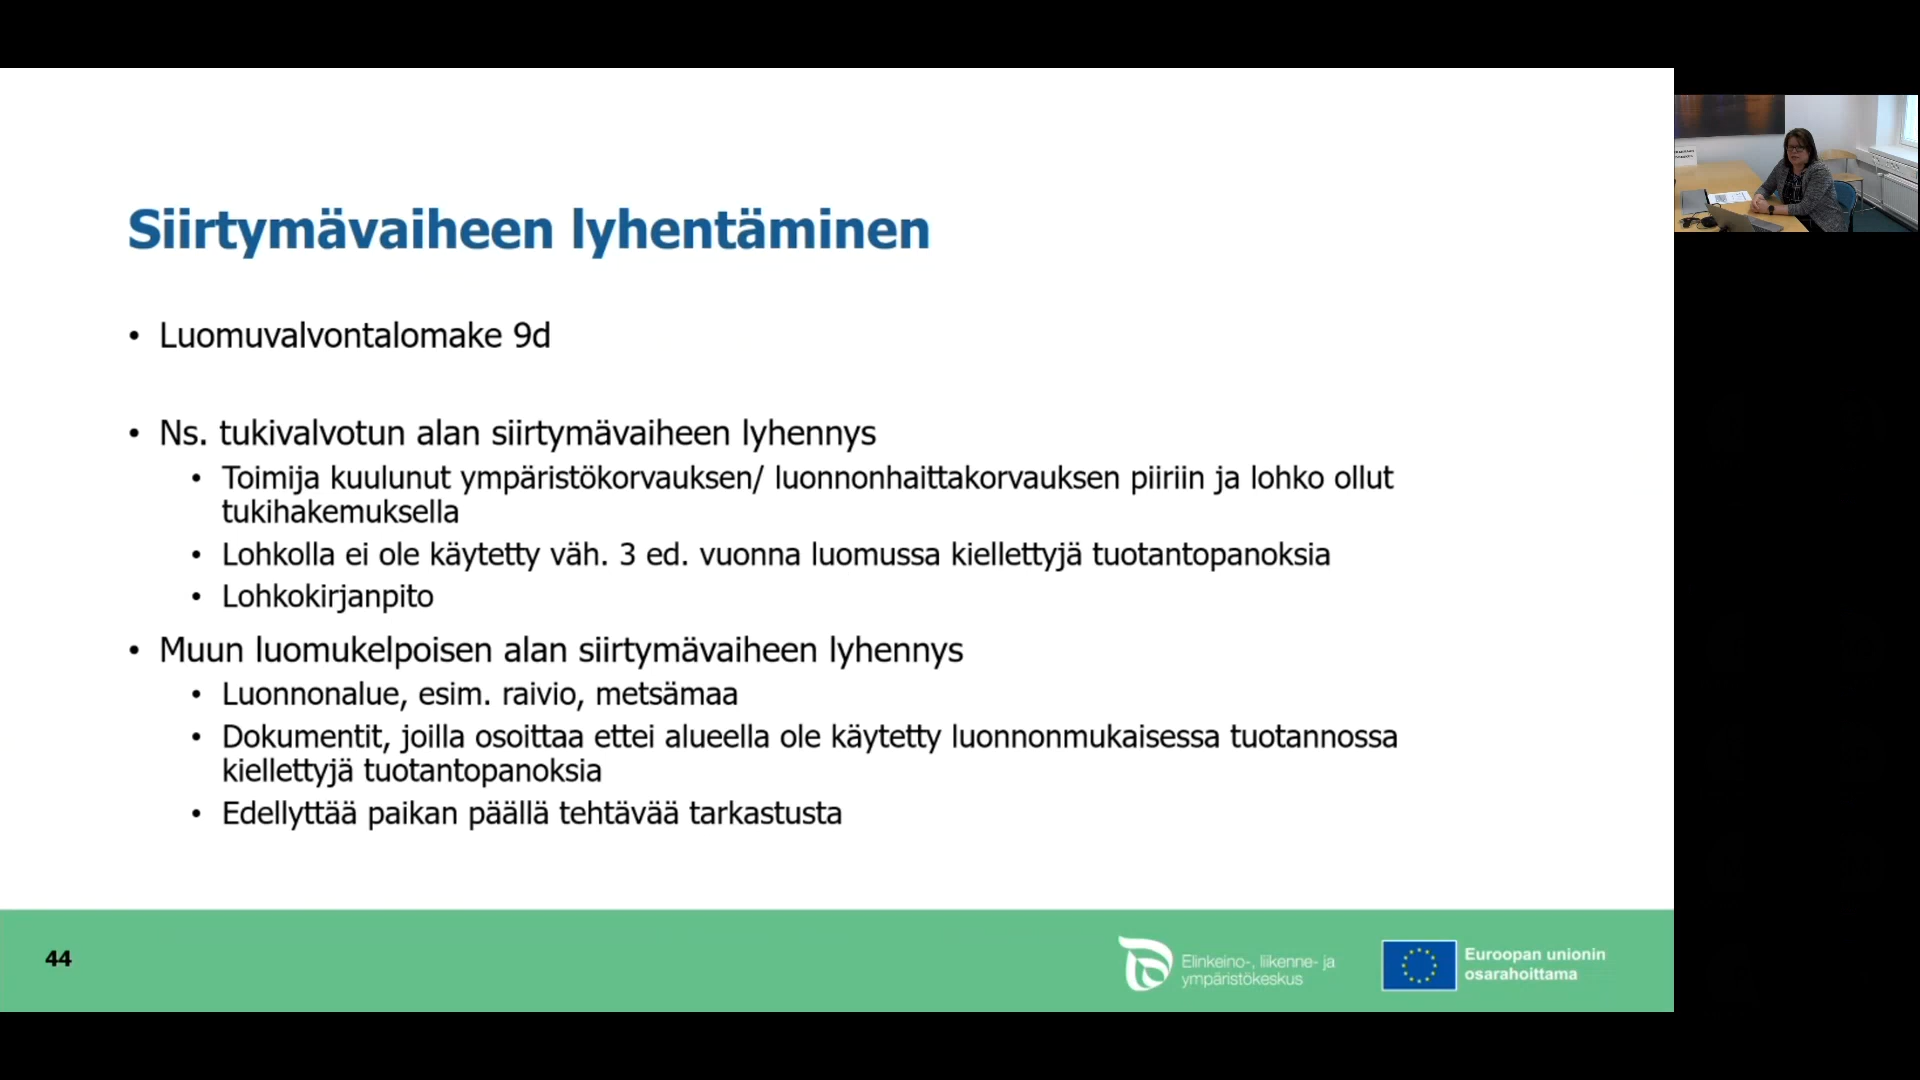 Siirtymävaiheen lyhentäminen
• Luomuvalvontalomake 9d
• Ns. tukivalvotun alan siirtymävaiheen lyhennys
• Toimija kuulunut ympäristökorvauksen/ luonnonhaittakorvauksen piiriin ja lohko ollut
tukihakemuksella
• Lohkolla ei ole käytetty väh. 3 ed. vuonna luomussa kiellettyjä tuotantopanoksia
• Lohkokirjanpito
• Muun luomukelpoisen alan siirtymävaiheen lyhennys
• Luonnonalue, esim. raivio, metsämaa
• Dokumentit, joilla osoittaa ettei alueella ole käytetty luonnonmukaisessa tuotannossa
kiellettyjä tuotantopanoksia
• Edellyttää paikan päällä tehtävää tarkastusta
44
Elinkeino-, liikenne- ja
ympäristökeskus
Euroopan unionin
osarahoittama